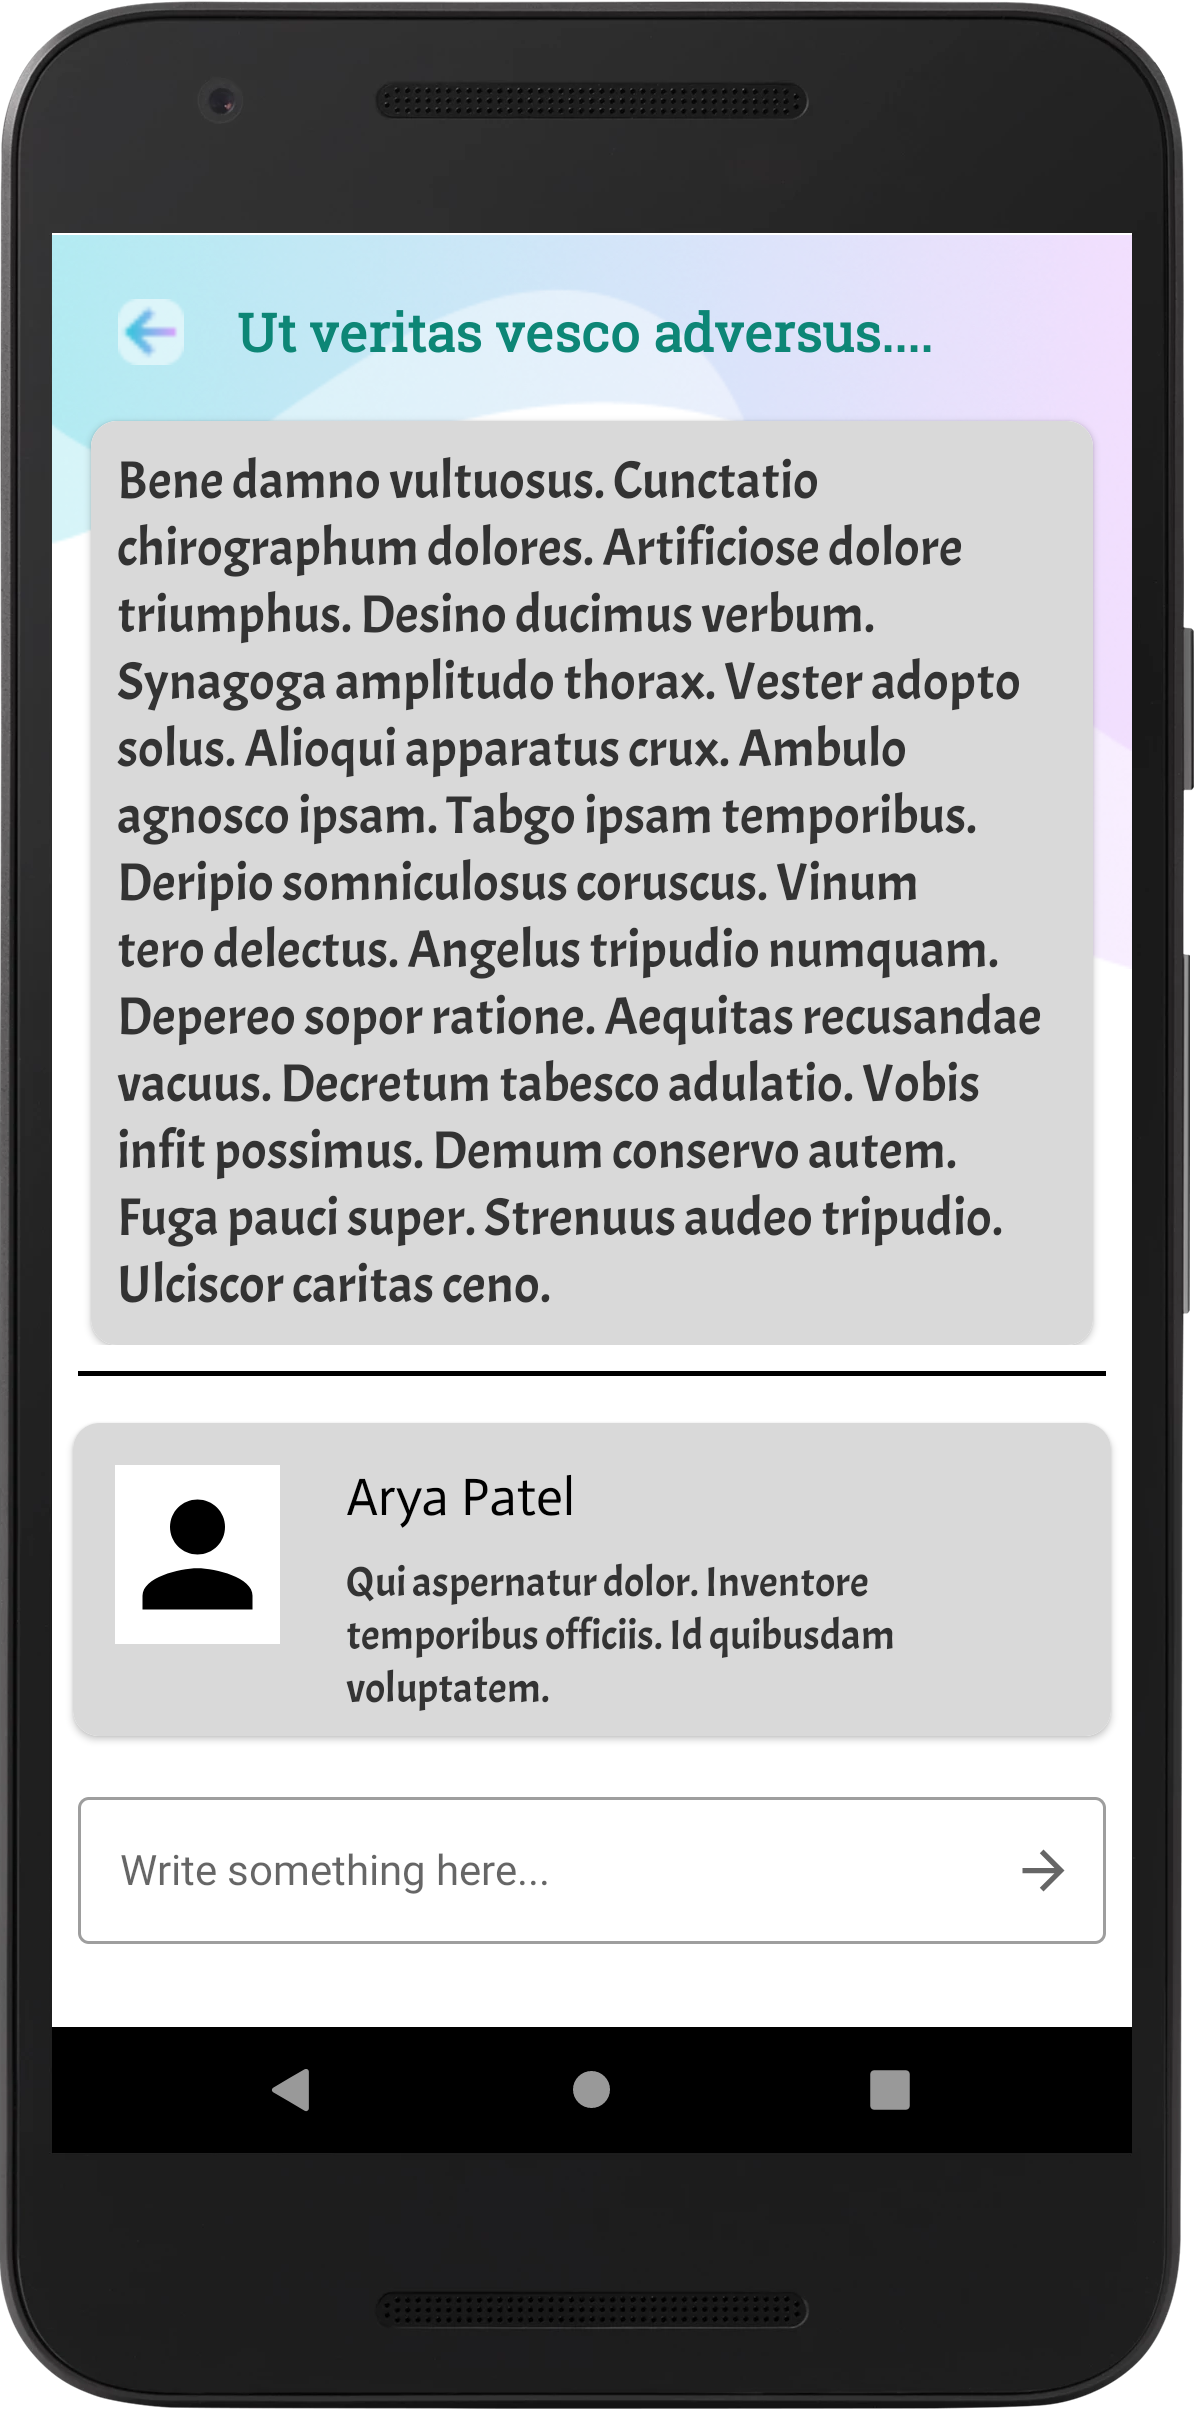 Ut veritas vesco adversus....
Bene damno vultuosus. Cunctatio
chirographum dolores. Artificiose dolore
triumphus. Desino ducimus verbum.
Synagoga amplitudo thorax. Vester adopto
solus. Alioqui apparatus crux. Ambulo
agnosco ipsam. Tabgo ipsam temporibus.
Deripio somniculosus coruscus. Vinum
tero delectus. Angelus tripudio numquam.
Depereo sopor ratione. Aequitas recusandae
vacuus. Decretum tabesco adulatio. Vobis
infit possimus. Demum conservo autem.
Fuga pauci super. Strenuus audeo tripudio.
Ulciscor caritas ceno.
Arya Patel
Qui aspernatur dolor. Inventore
temporibus officiis. Id quibusdam
voluptatem.
Write something here...